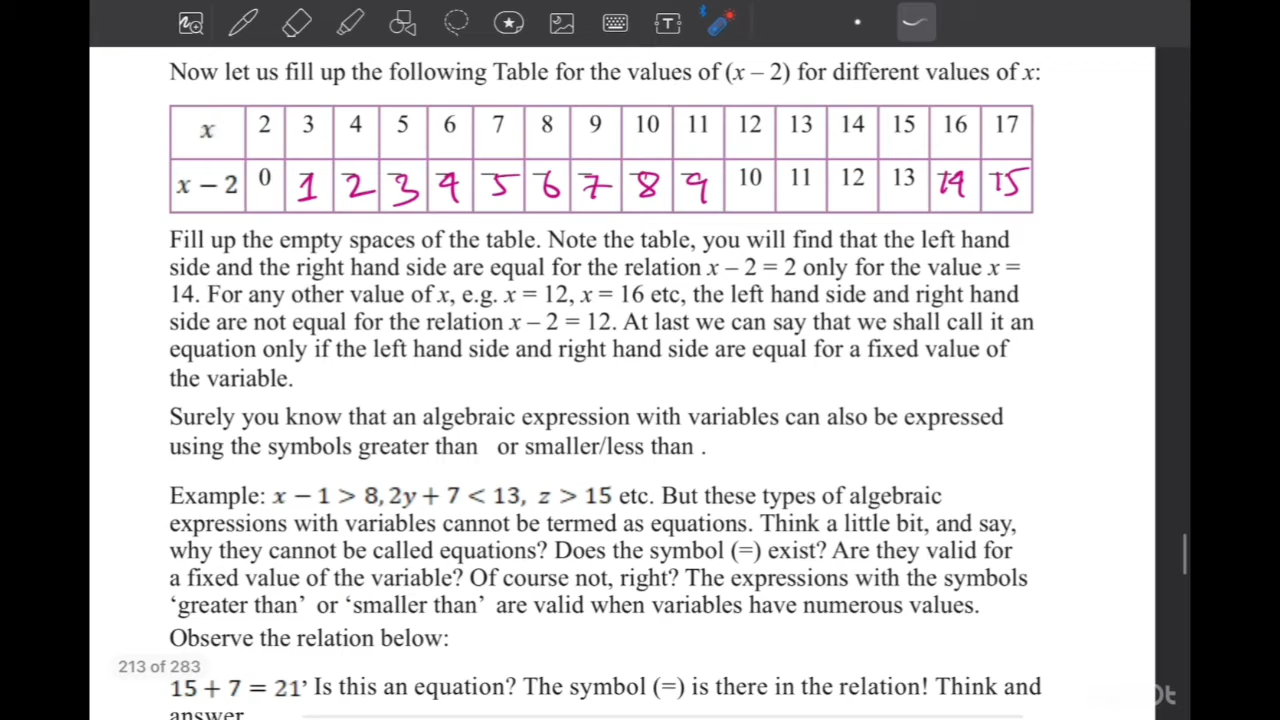 Now let us fill up the following Table for the values of (x – 2) for different values of x:
x 2 3 4 5 6 7 8 9 10 11 12 13 14 15 16 17
x − 2 0 1 2 3 4 5 6 7 8 9 10 11 12 13 14 15
Fill up the empty spaces of the table. Note the table, you will find that the left hand
side and the right hand side are equal for the relation x – 2 = 2 only for the value x =
14. For any other value of x, e.g. x = 12, x = 16 etc, the left hand side and right hand
side are not equal for the relation x – 2 = 12. At last we can say that we shall call it an
equation only if the left hand side and right hand side are equal for a fixed value of
the variable.
Surely you know that an algebraic expression with variables can also be expressed
using the symbols greater than or smaller/less than .
Example: x − 1 > 8, 2y + 7 < 13, z > 15 etc. But these types of algebraic
expressions with variables cannot be termed as equations. Think a little bit, and say,
why they cannot be called equations? Does the symbol (=) exist? Are they valid for
a fixed value of the variable? Of course not, right? The expressions with the symbols
‘greater than’ or ‘smaller than’ are valid when variables have numerous values.
Observe the relation below:
213 of 283
15 + 7 = 21’ Is this an equation? The symbol (=) is there in the relation! Think and
answer